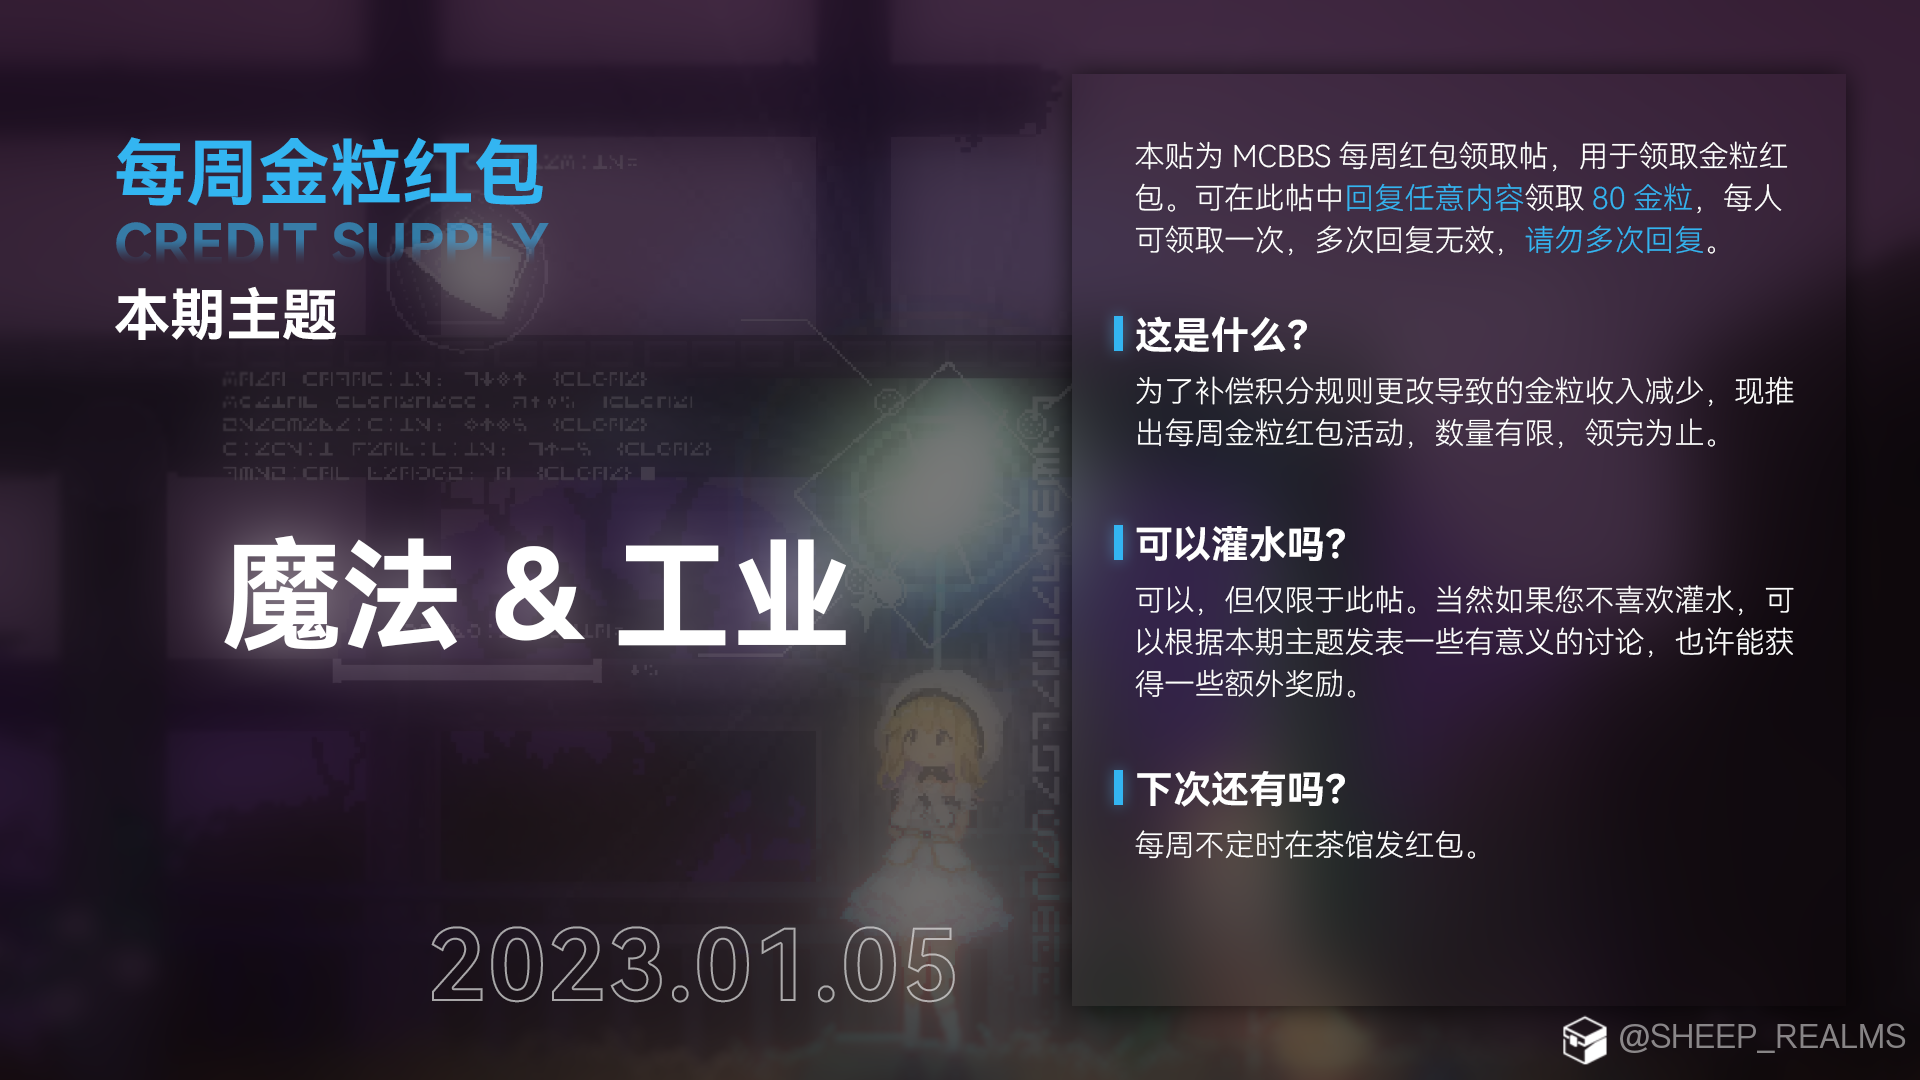 每周金粒红包
CREDIT SUPPLY
本期主题
魔法 & 工业
2023.01.05
本贴为 MCBBS 每周红包领取帖，用于领取金粒红
包。可在此帖中回复任意内容领取 80 金粒，每人
可领取一次，多次回复无效，请勿多次回复。
这是什么？
为了补偿积分规则更改导致的金粒收入减少，现推
出每周金粒红包活动，数量有限，领完为止。
可以灌水吗？
可以，但仅限于此帖。当然如果您不喜欢灌水，可
以根据本期主题发表一些有意义的讨论，也许能获
得一些额外奖励。
下次还有吗？
每周不定时在茶馆发红包。
@SHEEP_REALMS